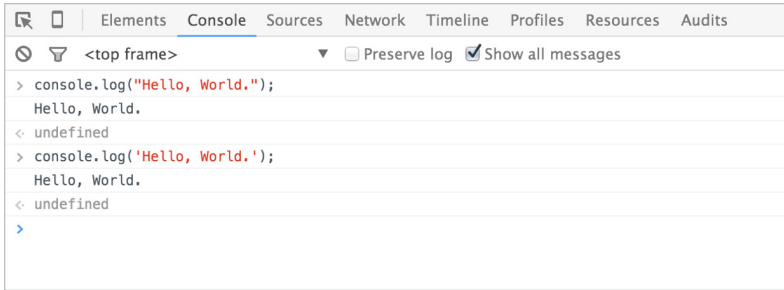 Elements Console Sources Network Timeline Profiles Resources Audits
<top frame> ▼ Preserve log Show all messages
> console.log("Hello, World.");
Hello, World.
<· undefined
> console.log('Hello, World.');
Hello, World.
<· undefined
>